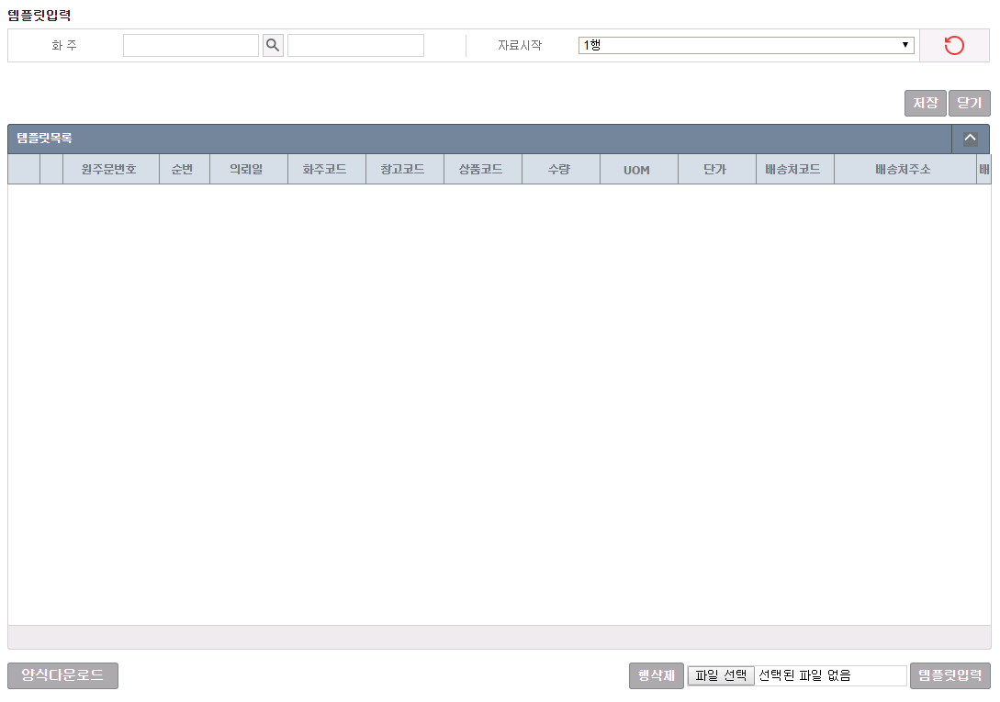 템플릿입력
화 주 자료시작 1행
저장 닫기
템플릿목록
원주문번호 순번 의뢰일 화주코드 창고코드 상품코드 수량 UOM 단가 배송처코드 배송처주소 배
양식다운로드 행삭제 파일 선택 선택된 파일 없음 템플릿입력